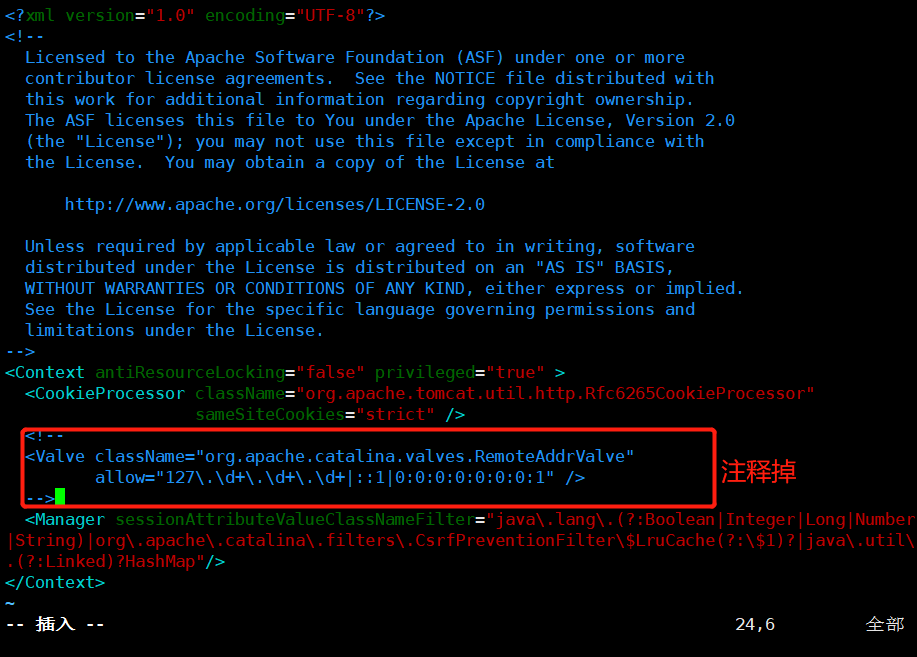 <?xml version="1.0" encoding="UTF-8"?>
<!--
  Licensed to the Apache Software Foundation (ASF) under one or more
  contributor license agreements.  See the NOTICE file distributed with
  this work for additional information regarding copyright ownership.
  The ASF licenses this file to You under the Apache License, Version 2.0
  (the "License"); you may not use this file except in compliance with
  the License.  You may obtain a copy of the License at

      http://www.apache.org/licenses/LICENSE-2.0

  Unless required by applicable law or agreed to in writing, software
  distributed under the License is distributed on an "AS IS" BASIS,
  WITHOUT WARRANTIES OR CONDITIONS OF ANY KIND, either express or implied.
  See the License for the specific language governing permissions and
  limitations under the License.
-->
<Context antiResourceLocking="false" privileged="true" >
  <CookieProcessor className="org.apache.tomcat.util.http.Rfc6265CookieProcessor"
                   sameSiteCookies="strict" />
  <!--
  <Valve className="org.apache.catalina.valves.RemoteAddrValve"
         allow="127\.\d+\.\d+\.\d+|::1|0:0:0:0:0:0:0:1" />
  -->
注释掉
  <Manager sessionAttributeValueClassNameFilter="java\.lang\.(?:Boolean|Integer|Long|Number
|String)|org\.apache\.catalina\.filters\.CsrfPreventionFilter\$LruCache(?:\$1)?|java\.util\
.(?:Linked)?HashMap"/>
</Context>
~
-- 插入 -- 24,6 全部